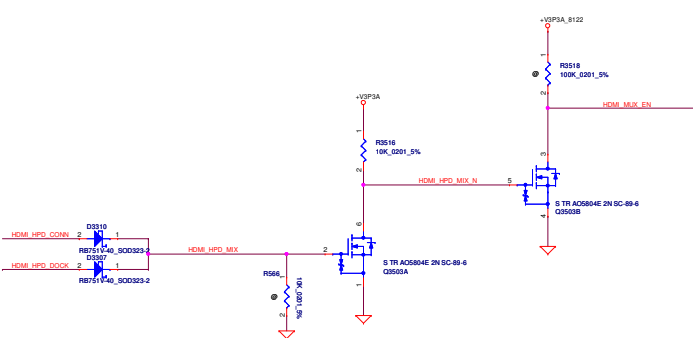 +V3P3A_8122
1
R3518
@
100K_0201_5%
2
+V3P3A
HDMI_MUX_EN
1
R3516
10K_0201_5%
2
3
HDMI_HPD_MIX_N
5
S TR AO5804E 2N SC-89-6
Q3503B
4
6
D3310
HDMI_HPD_CONN
2
1
RB751V-40_SOD323-2
HDMI_HPD_MIX
2
D3307
HDMI_HPD_DOCK
2
1
RB751V-40_SOD323-2
S TR AO5804E 2N SC-89-6
Q3503A
R566
1
10K_0201_5%
@
2
1